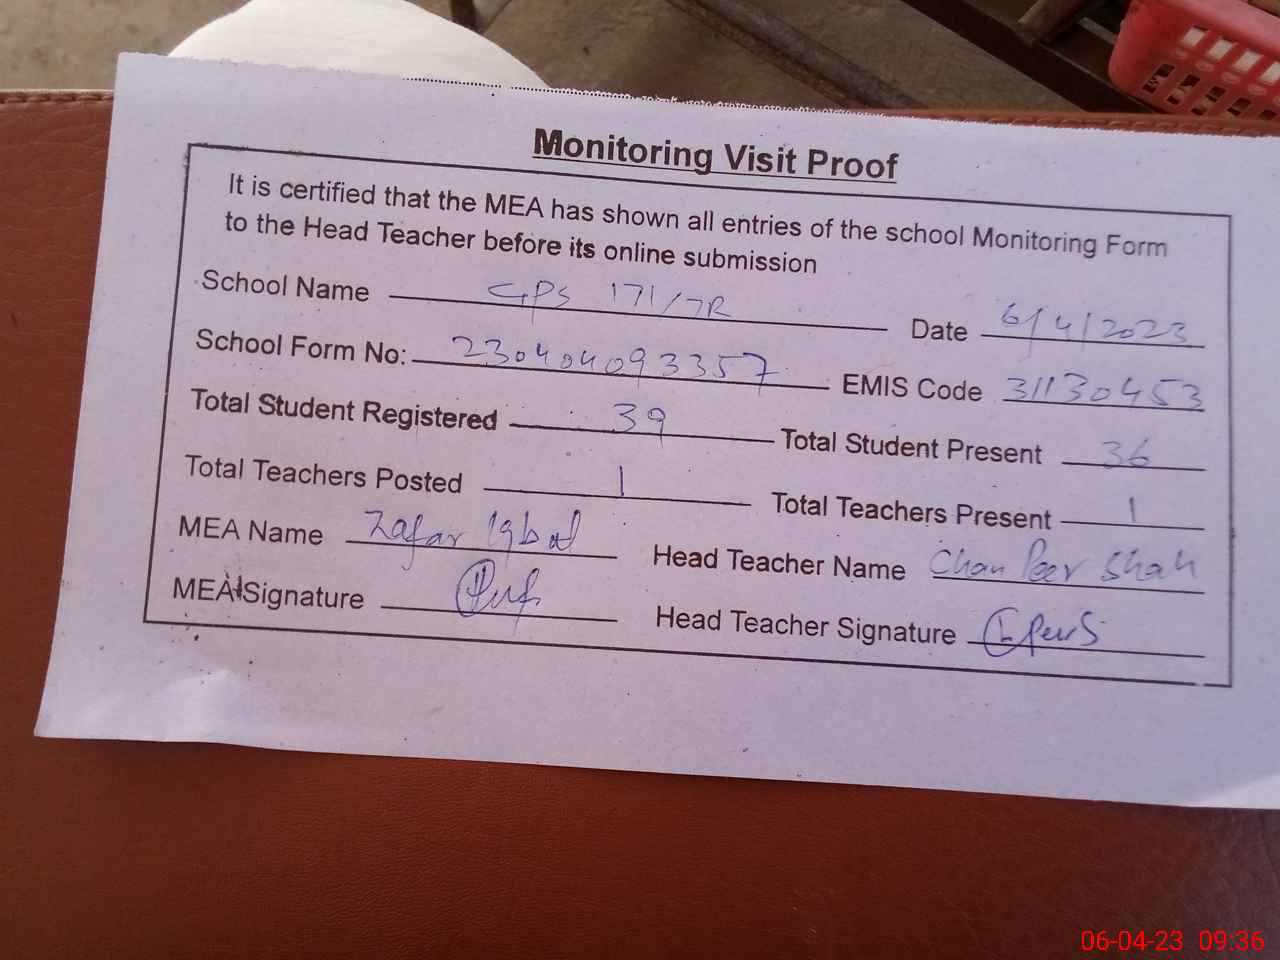 Monitoring Visit Proof
It is certified that the MEA has shown all entries of the school Monitoring Form
to the Head Teacher before its online submission
School Name GPS 171/7R Date 6/4/2023
School Form No: 230404093357 EMIS Code 31130453
Total Student Registered 39 Total Student Present 36
Total Teachers Posted 1 Total Teachers Present 1
MEA Name Zafar Iqbal Head Teacher Name Chan Peer Shah
MEA Signature Head Teacher Signature
06-04-23 09:36